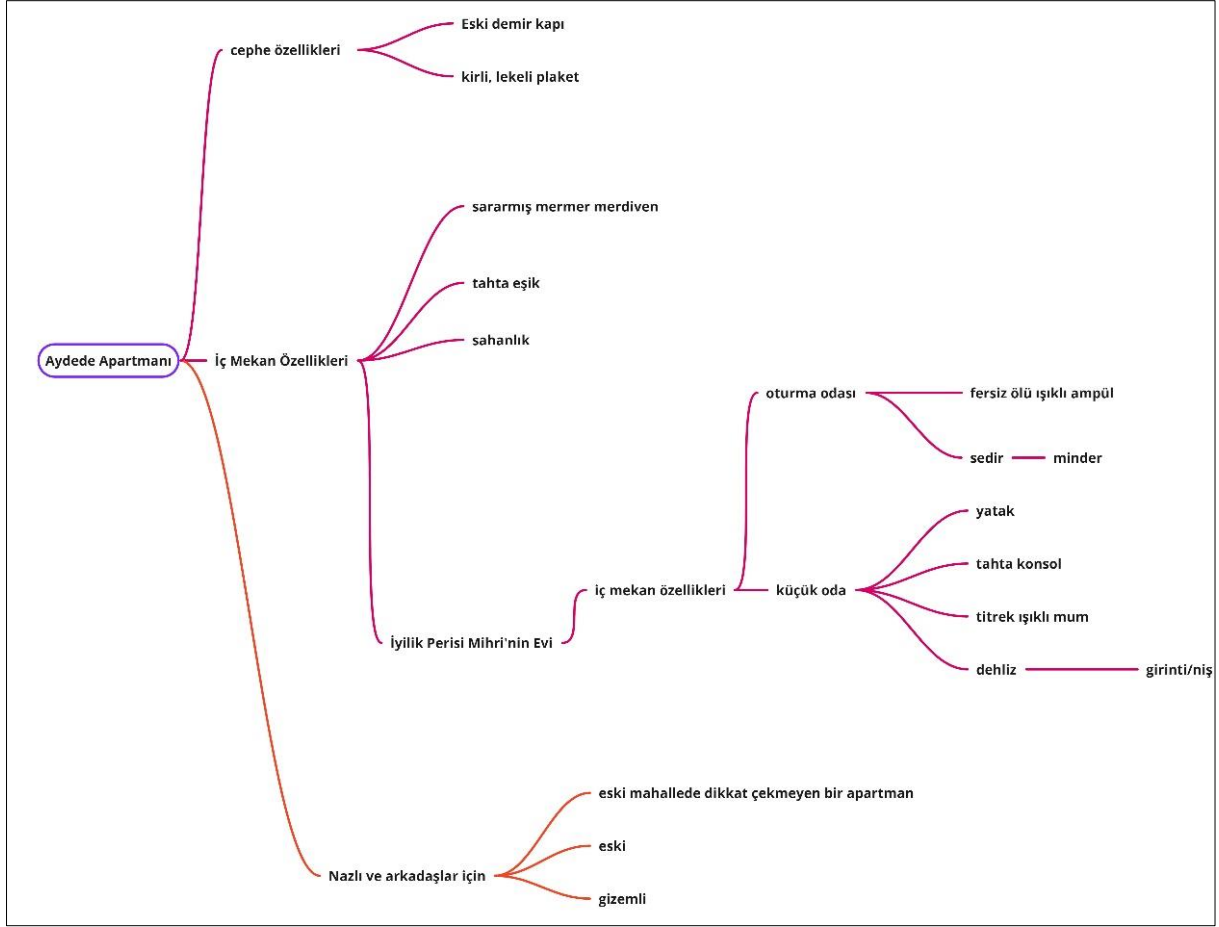 Eski demir kapı
cephe özellikleri
kirli, lekeli plaket
sararmış mermer merdiven
tahta eşik
sahanlık
Aydede Apartmanı
İç Mekan Özellikleri
oturma odası
fersiz ölü ışıklı ampül
sedir
minder
yatak
tahta konsol
iç mekan özellikleri
küçük oda
titrek ışıklı mum
İyilik Perisi Mihri'nin Evi
dehliz
girinti/niş
eski mahallede dikkat çekmeyen bir apartman
eski
Nazlı ve arkadaşlar için
gizemli